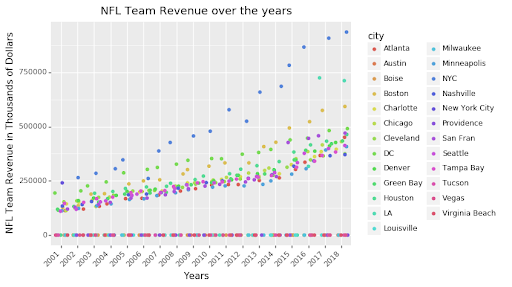 NFL Team Revenue over the years
NFL Team Revenue in Thousands of Dollars
750000
500000
250000
0
2001
2002
2003
2004
2005
2006
2007
2008
2009
2010
2011
2012
2013
2014
2015
2016
2017
2018
Years
city
Atlanta
Austin
Boise
Boston
Charlotte
Chicago
Cleveland
DC
Denver
Green Bay
Houston
LA
Louisville
Milwaukee
Minneapolis
NYC
Nashville
New York City
Providence
San Fran
Seattle
Tampa Bay
Tucson
Vegas
Virginia Beach